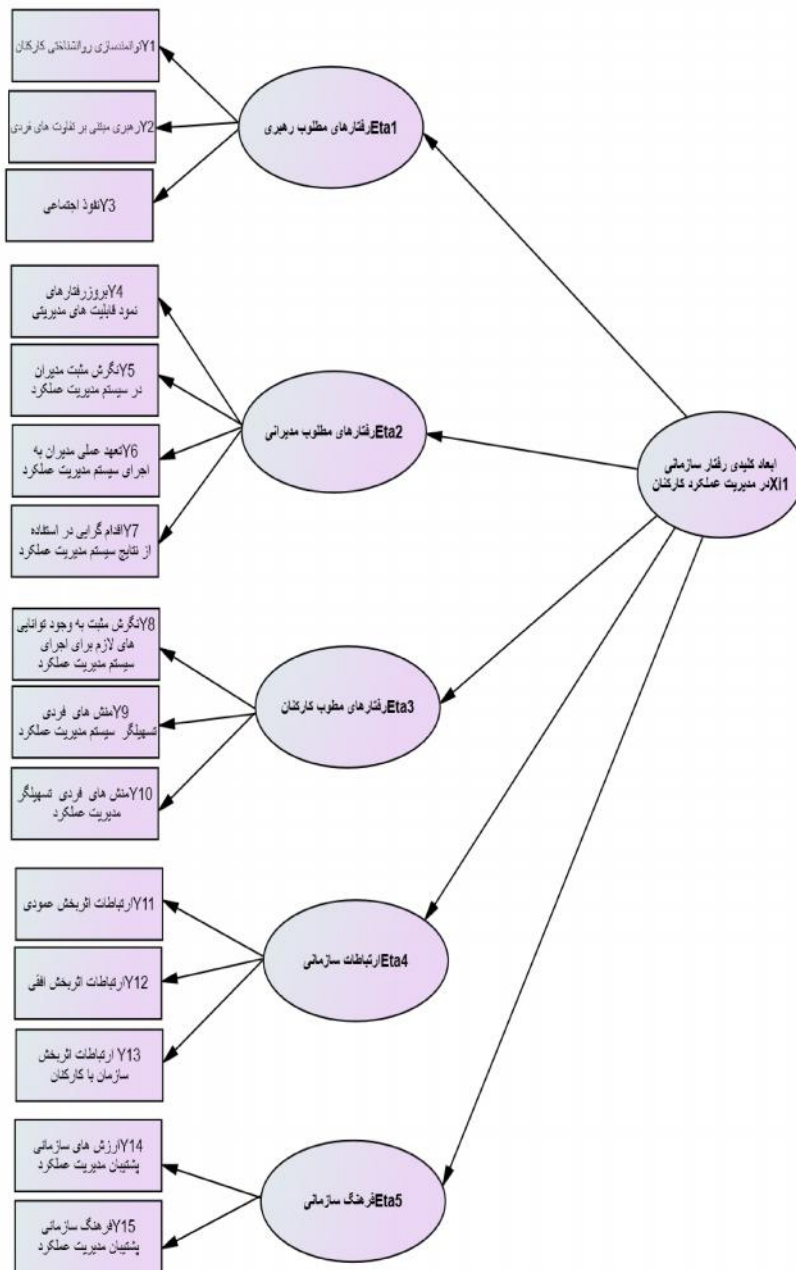 Y1توانمندسازی روانشناختی کارکنان
Y2رهبری مبتنی بر تفاوت های فردی
Y3نفوذ اجتماعی
Eta1رفتارهای مطلوب رهبری
Y4بروزرفتارهای
نمود قابلیت های مدیریتی
Y5نگرش مثبت مدیران
در سیستم مدیریت عملکرد
Y6تعهد عملی مدیران به
اجرای سیستم مدیریت عملکرد
Y7اقدام گرایی در استفاده
از نتایج سیستم مدیریت عملکرد
Eta2رفتارهای مطلوب مدیرانی
ابعاد کلیدی رفتار سازمانی
Xi1در مدیریت عملکرد کارکنان
Y8نگرش مثبت به وجود توانایی
های لازم برای اجرای
سیستم مدیریت عملکرد
Y9منش های فردی
تسهیلگر سیستم مدیریت عملکرد
Y10منش های فردی تسهیلگر
مدیریت عملکرد
Eta3رفتارهای مطوب کارکنان
Y11ارتباطات اثربخش عمودی
Y12ارتباطات اثربخش افقی
Y13 ارتباطات اثربخش
سازمان با کارکنان
Eta4ارتباطات سازمانی
Y14ارزش های سازمانی
پشتیبان مدیریت عملکرد
Y15فرهنگ سازمانی
پشتیبان مدیریت عملکرد
Eta5فرهنگ سازمانی